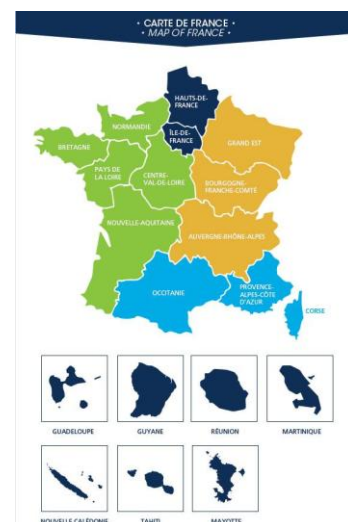 • CARTE DE FRANCE •
• MAP OF FRANCE •
HAUTS-DE-
FRANCE
NORMANDIE
ÎLE-DE-
FRANCE
GRAND EST
BRETAGNE
PAYS DE
LA LOIRE
CENTRE-
VAL-DE-LOIRE
BOURGOGNE-
FRANCHE-COMTÉ
NOUVELLE-AQUITAINE
AUVERGNE-RHÔNE-ALPES
OCCITANIE
PROVENCE-
ALPES-CÔTE
D'AZUR
CORSE
GUADELOUPE
GUYANE
RÉUNION
MARTINIQUE
NOUVELLE CALÉDONIE
TAHITI
MAYOTTE